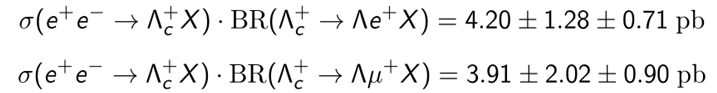 σ(e⁺e⁻ → Λc⁺X) · BR(Λc⁺ → Λe⁺X) = 4.20 ± 1.28 ± 0.71 pb
σ(e⁺e⁻ → Λc⁺X) · BR(Λc⁺ → Λμ⁺X) = 3.91 ± 2.02 ± 0.90 pb